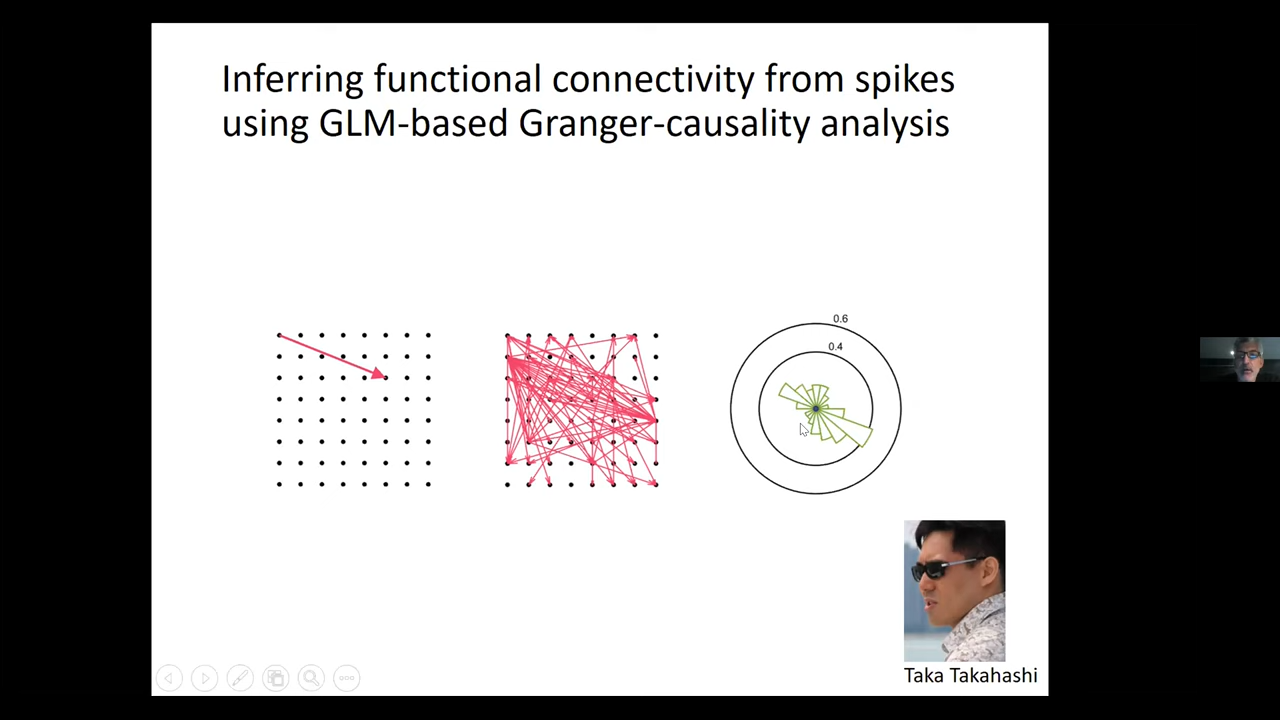 Inferring functional connectivity from spikes
using GLM-based Granger-causality analysis
0.6
0.4
Taka Takahashi